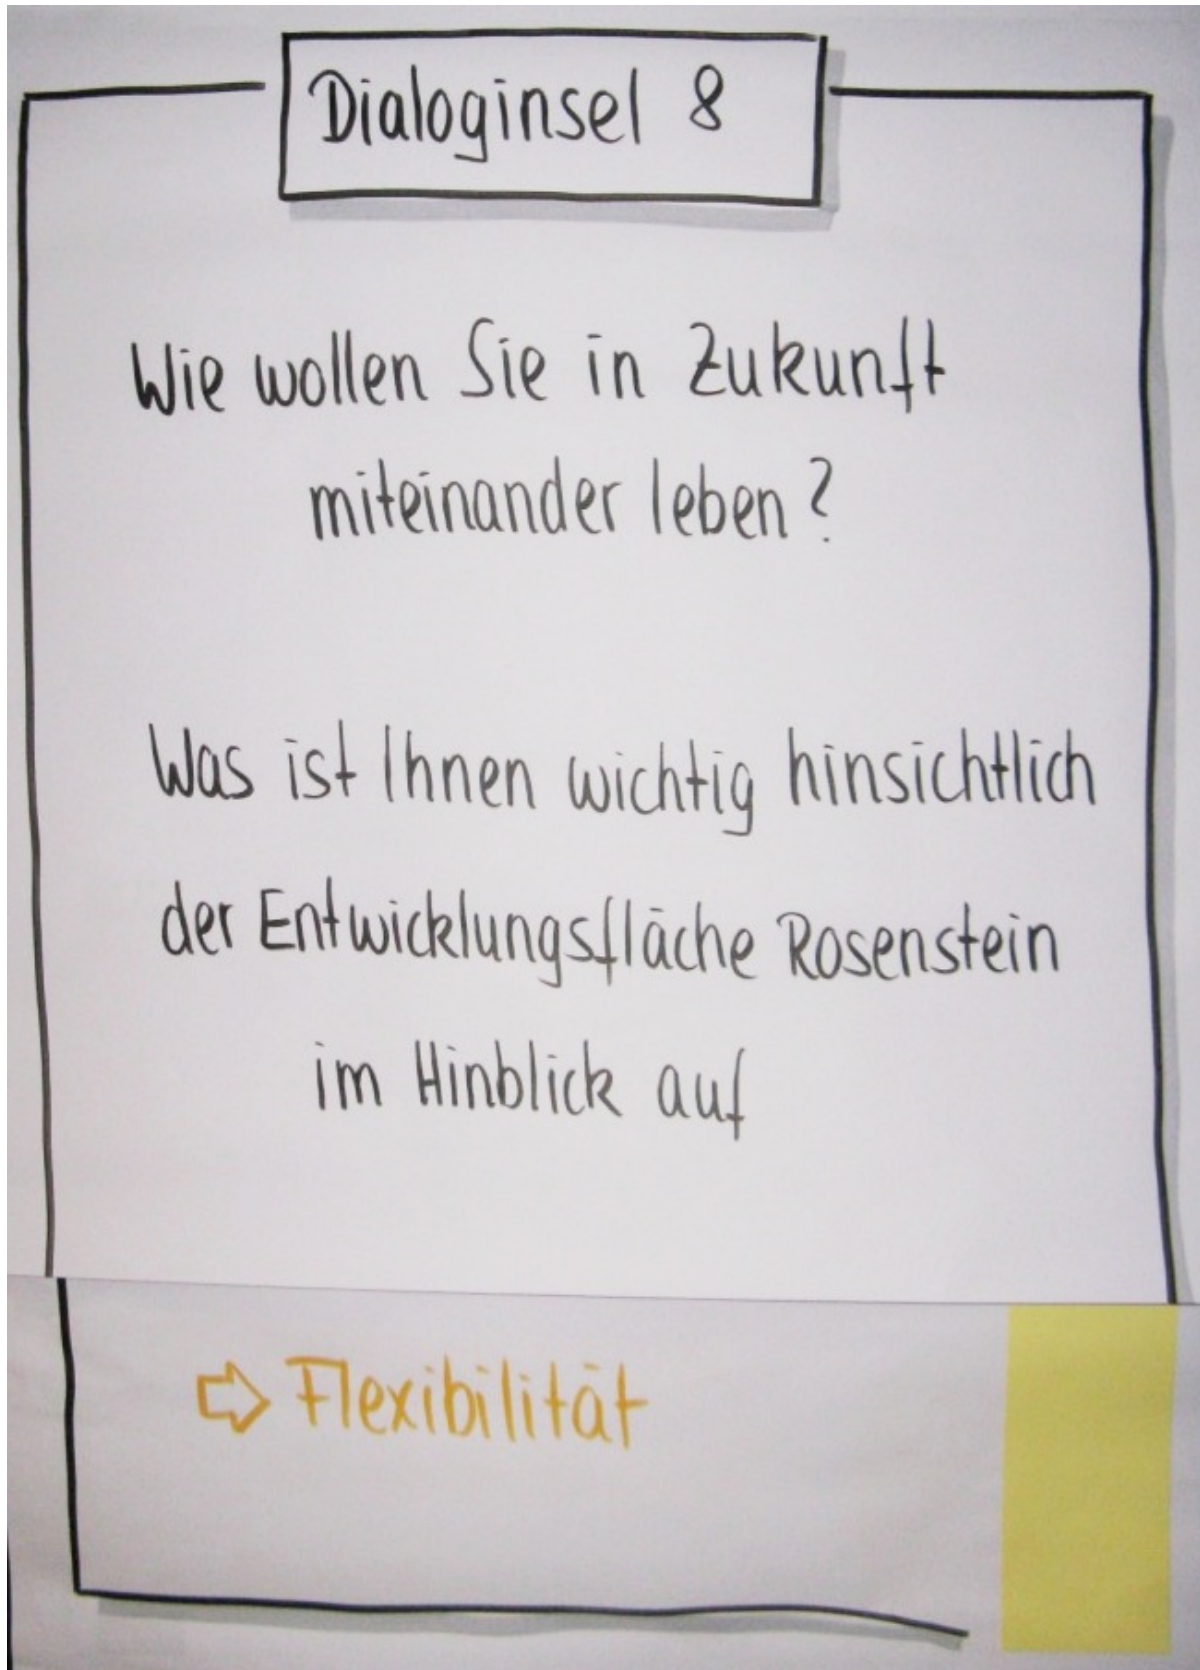 Dialoginsel 8
Wie wollen Sie in Zukunft
miteinander leben?
Was ist Ihnen wichtig hinsichtlich
der Entwicklungsfläche Rosenstein
im Hinblick auf
⇨ Flexibilität